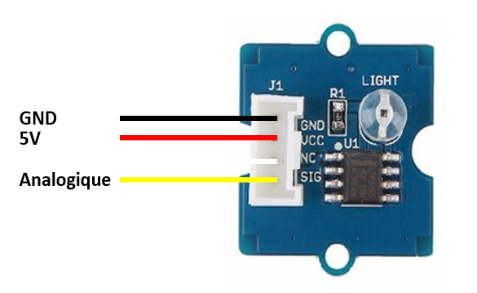 GND
5V
Analogique
J1
R1
LIGHT
GND
VCC
U1
NC
SIG